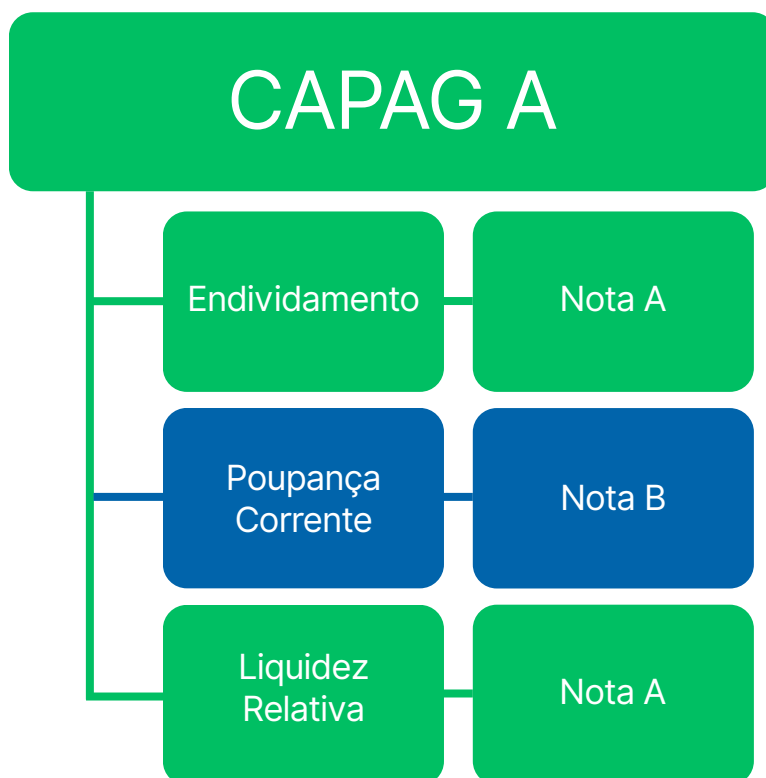 CAPAG A
Endividamento
Nota A
Poupança
Corrente
Nota B
Liquidez
Relativa
Nota A